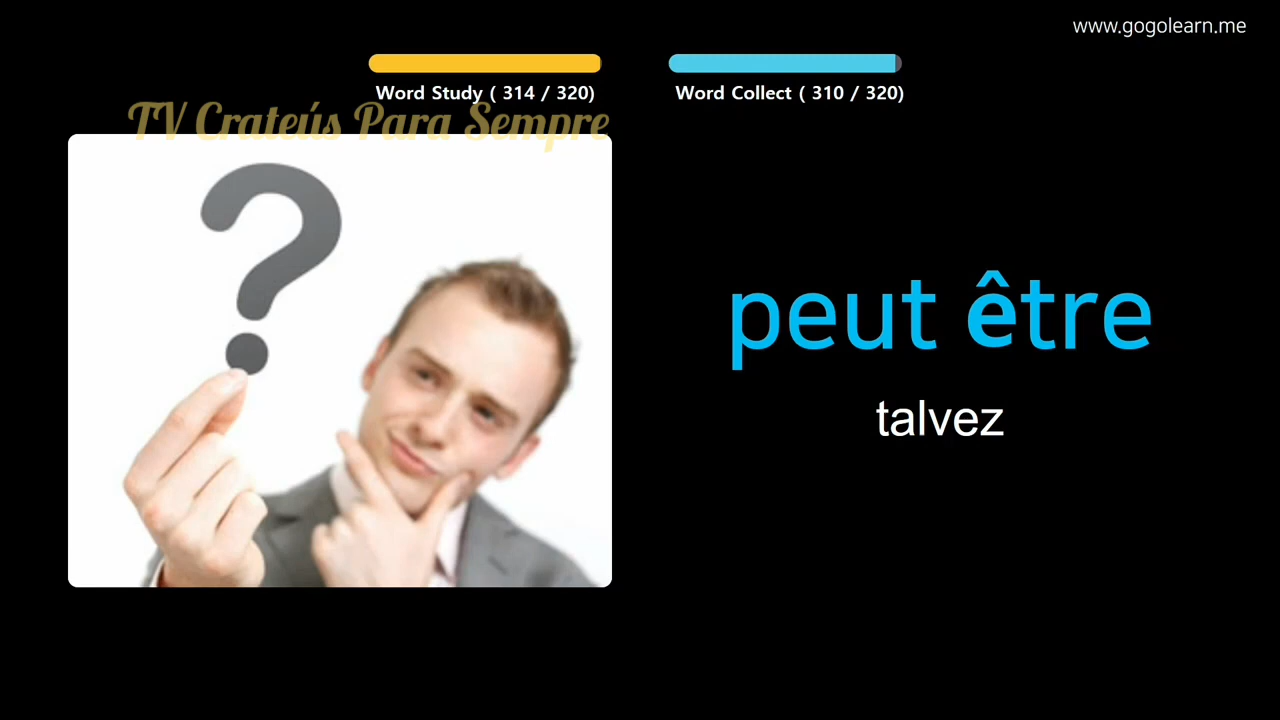 www.gogolearn.me
Word Study ( 314 / 320)
Word Collect ( 310 / 320)
TV Crateús Para Sempre
peut être
talvez